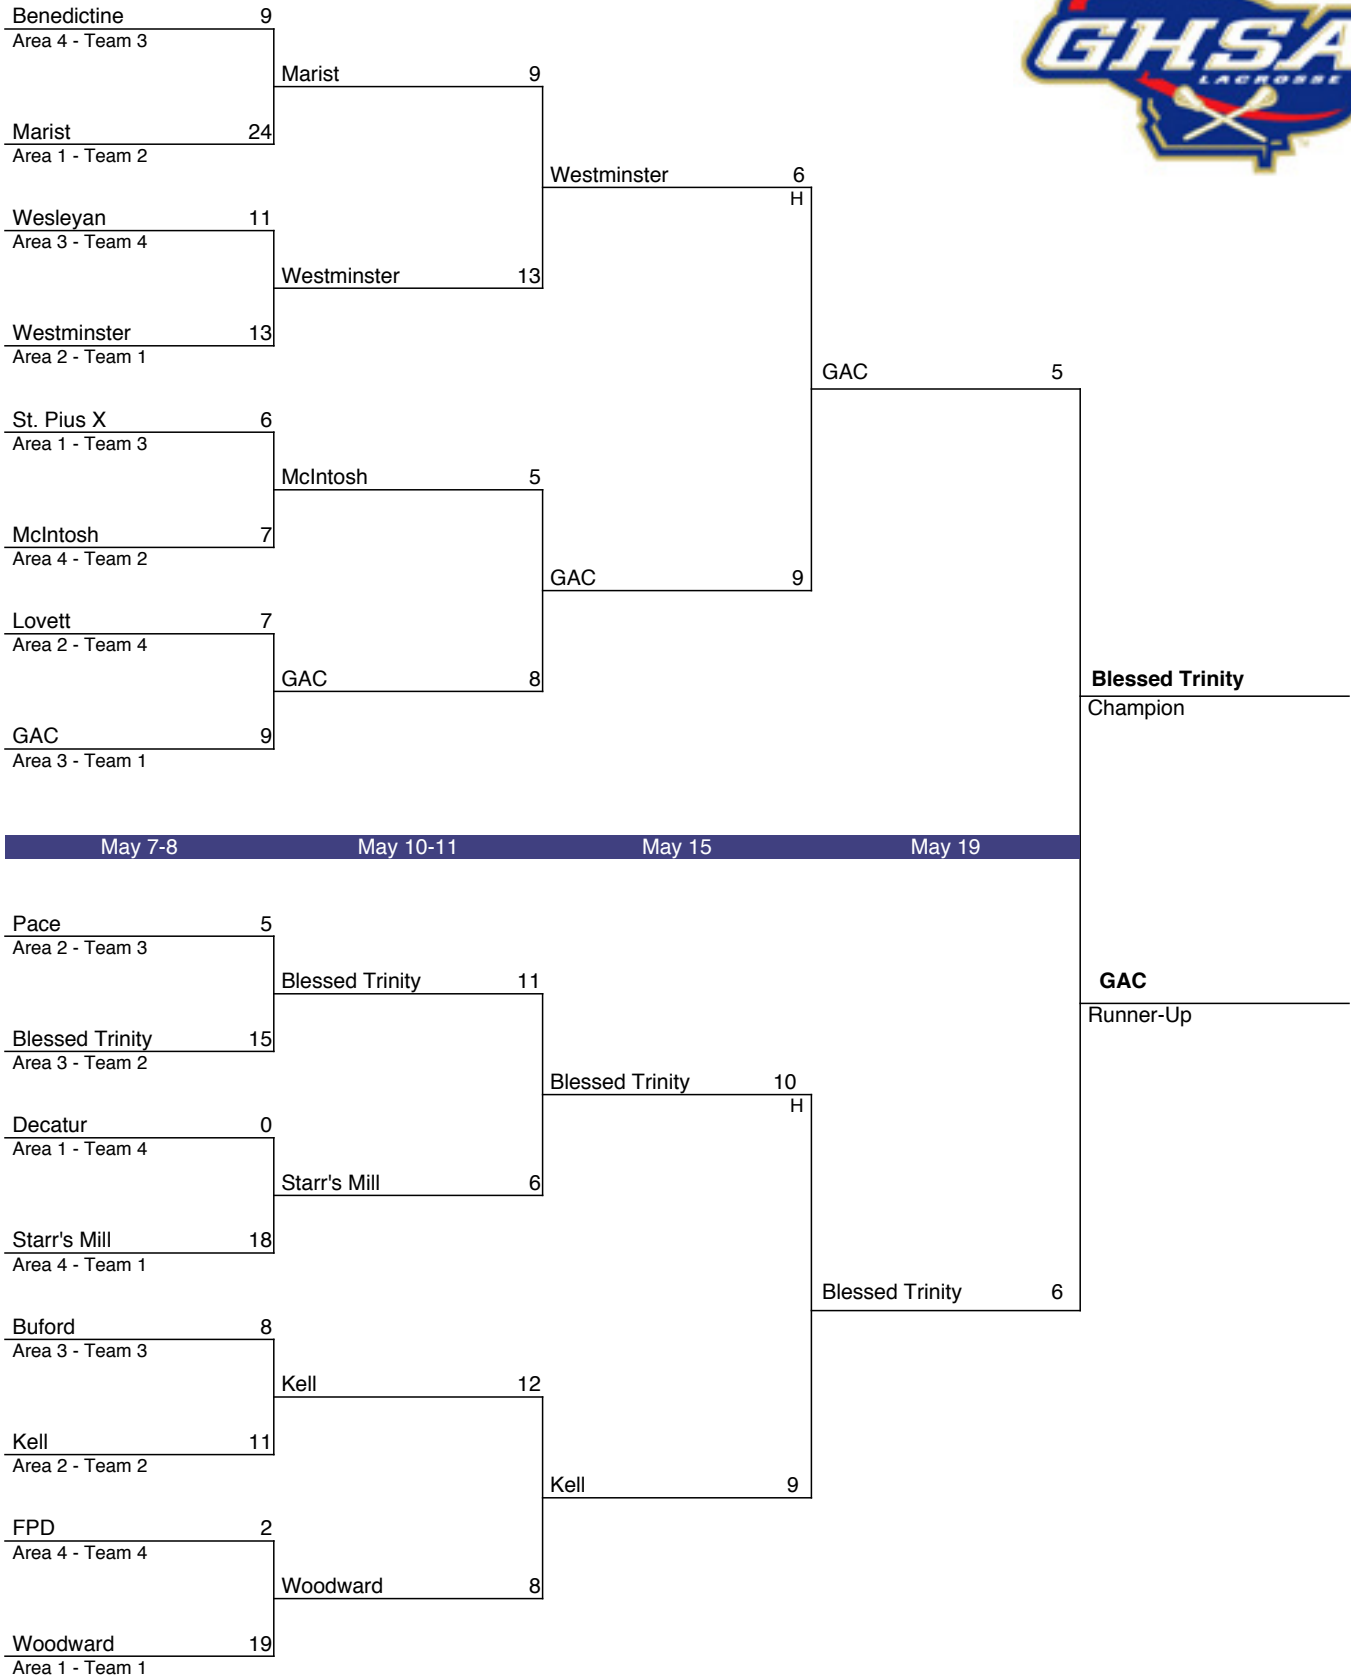 Benedictine 9
Area 4 - Team 3
GHSA
LACROSSE
Marist 9
Marist 24
Area 1 - Team 2
Westminster 6
H
Wesleyan 11
Area 3 - Team 4
Westminster 13
Westminster 13
Area 2 - Team 1
GAC 5
St. Pius X 6
Area 1 - Team 3
McIntosh 5
McIntosh 7
Area 4 - Team 2
GAC 9
Lovett 7
Area 2 - Team 4
GAC 8
Blessed Trinity
Champion
GAC 9
Area 3 - Team 1
May 7-8 May 10-11 May 15 May 19
Pace 5
Area 2 - Team 3
Blessed Trinity 11
GAC
Runner-Up
Blessed Trinity 15
Area 3 - Team 2
Blessed Trinity 10
H
Decatur 0
Area 1 - Team 4
Starr's Mill 6
Starr's Mill 18
Area 4 - Team 1
Blessed Trinity 6
Buford 8
Area 3 - Team 3
Kell 12
Kell 11
Area 2 - Team 2
Kell 9
FPD 2
Area 4 - Team 4
Woodward 8
Woodward 19
Area 1 - Team 1